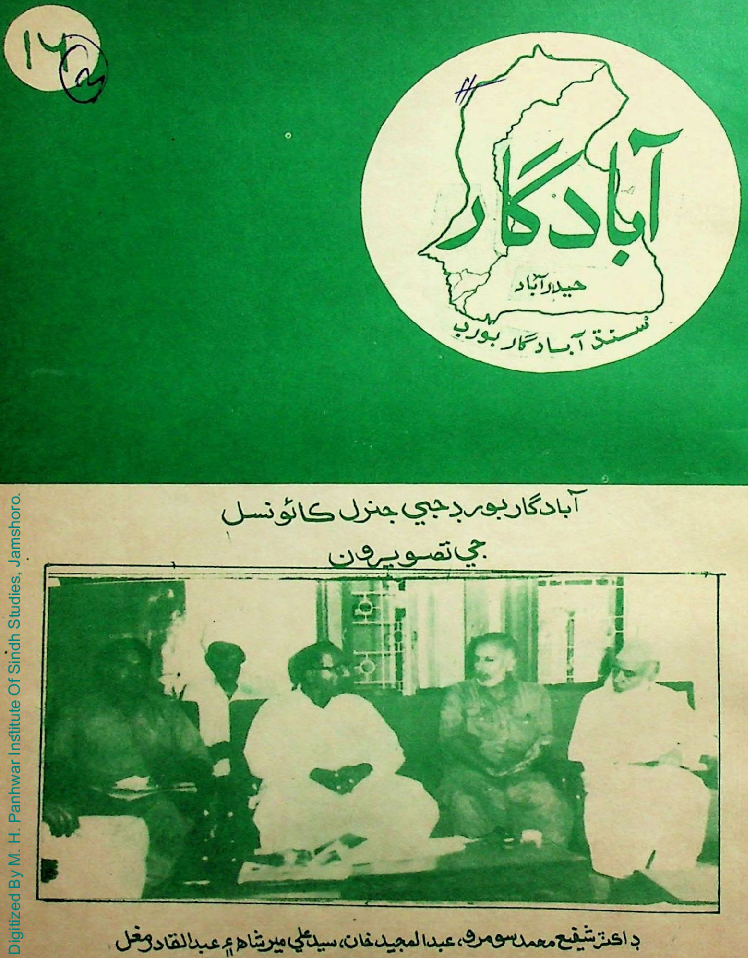 ۱۶
آبادگار
حيدرآباد
سنڌ آبادگار بورڊ
آبادگار بورڊ جي جنرل ڪائونسل
جي تصويرون
ڊاڪٽر شفيع محمد سومرو، عبدالمجيد خان، سيد علي مير شاهه ۽ عبدالقادر مغل
Digitized By M. H. Panhwar Institute Of Sindh Studies, Jamshoro.